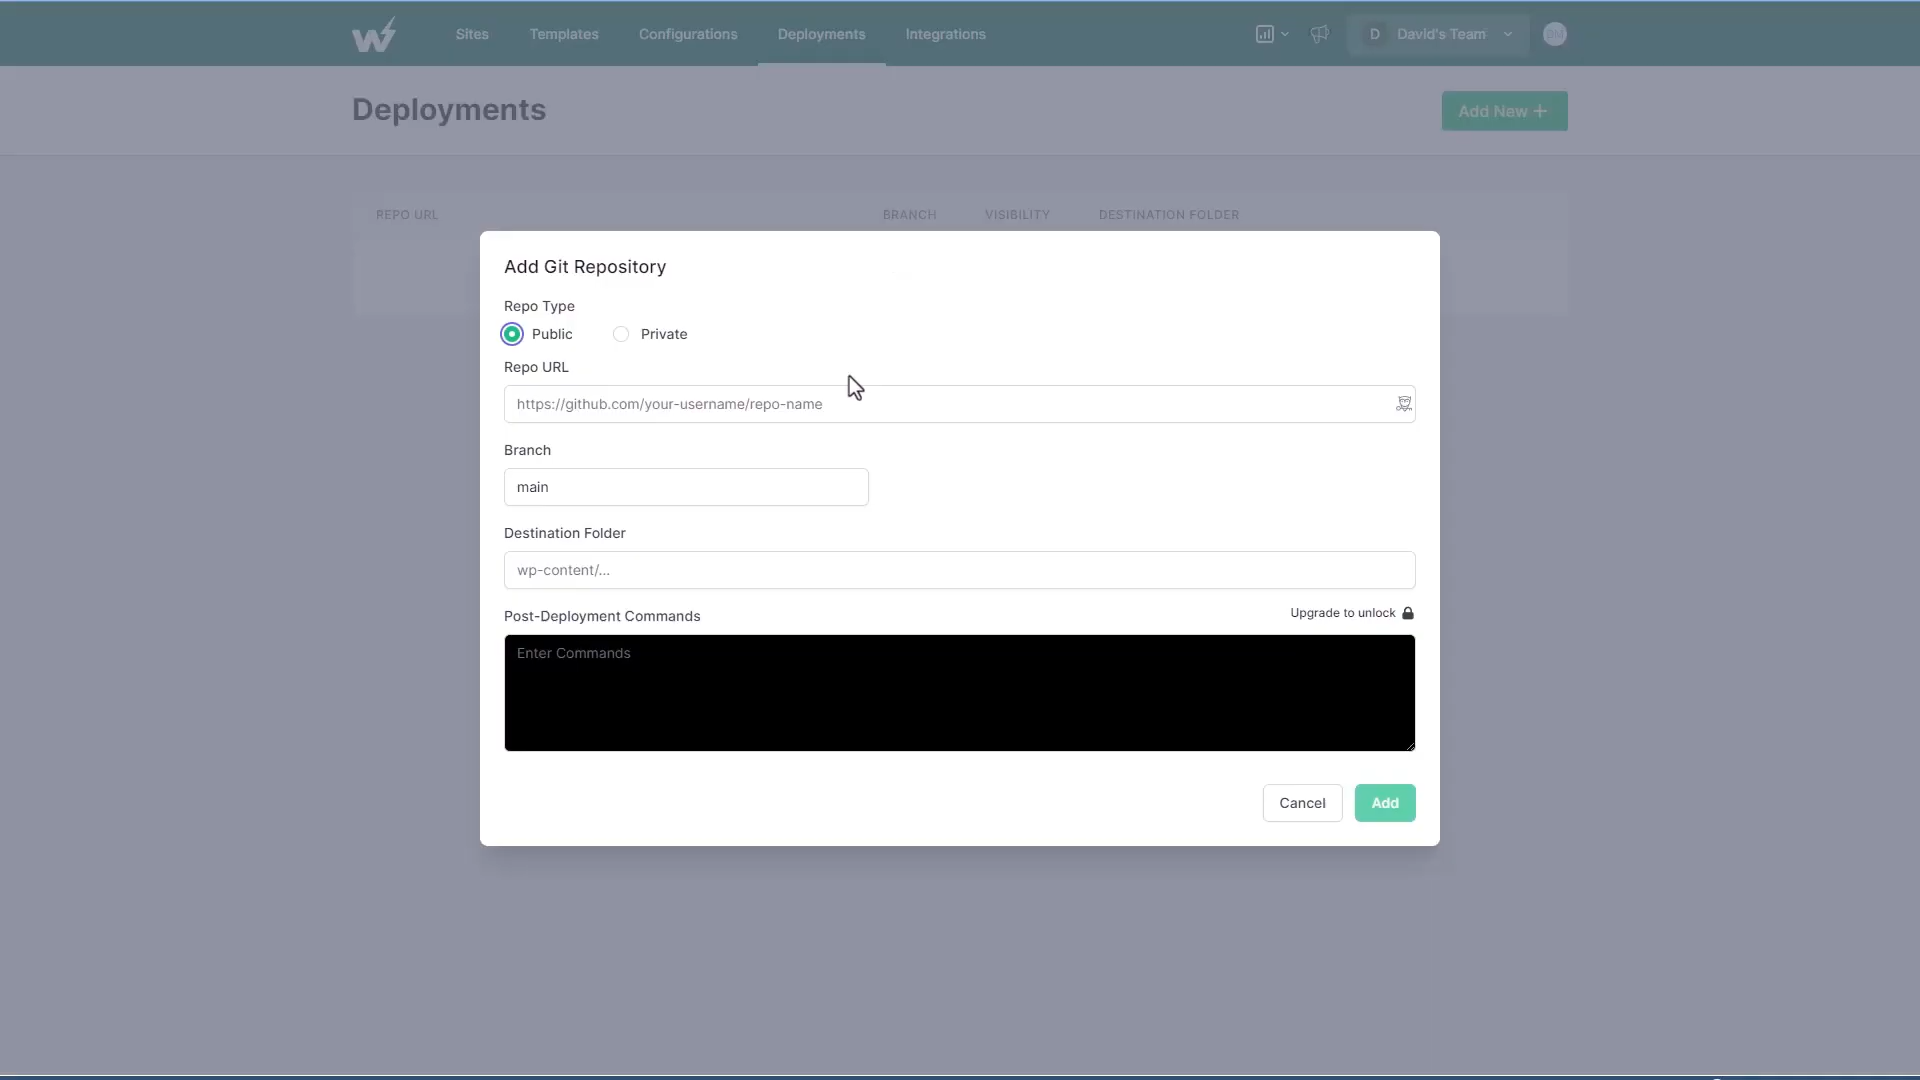 Sites Templates Configurations Deployments Integrations D David's Team
Deployments
Add New +
REPO URL BRANCH VISIBILITY DESTINATION FOLDER
Add Git Repository
Repo Type
Public Private
Repo URL
https://github.com/your-username/repo-name
Branch
main
Destination Folder
wp-content/...
Post-Deployment Commands Upgrade to unlock
Enter Commands
Cancel Add